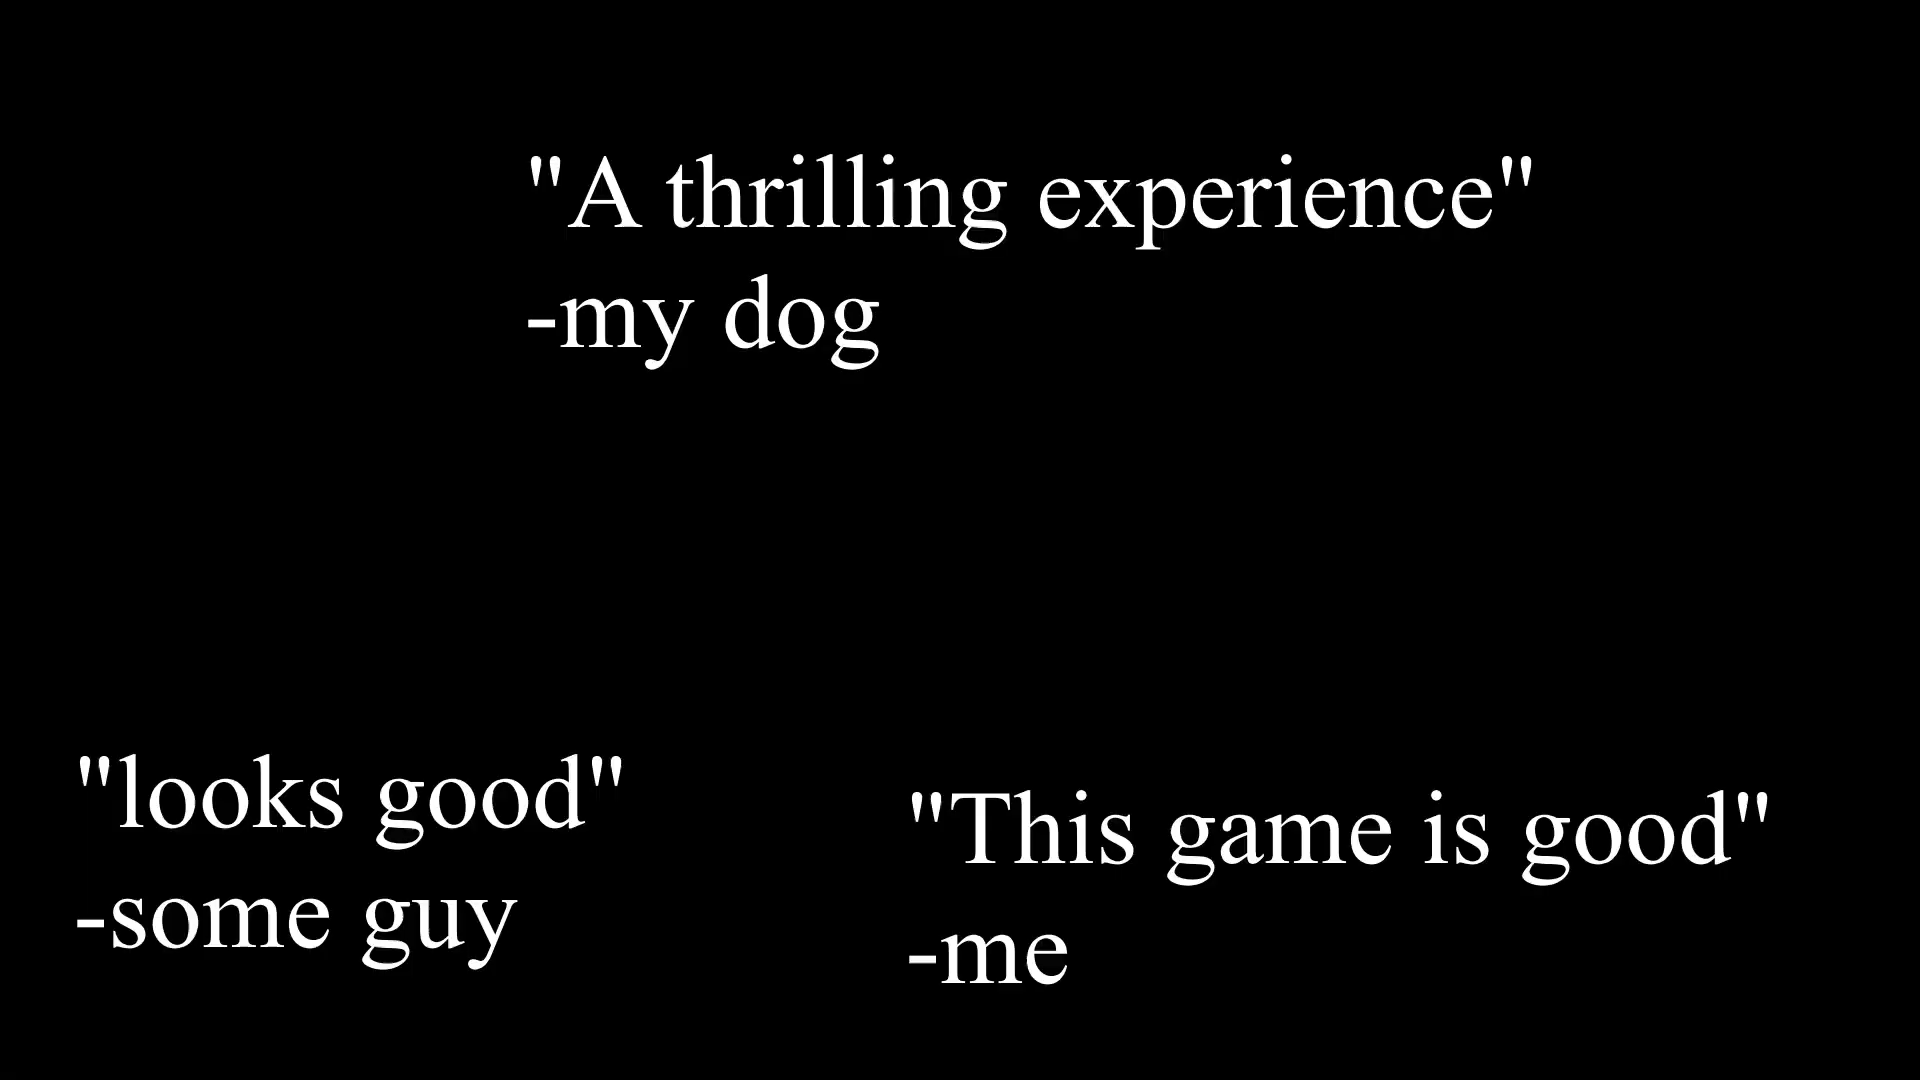 "A thrilling experience"
-my dog
"looks good"
-some guy
"This game is good"
-me